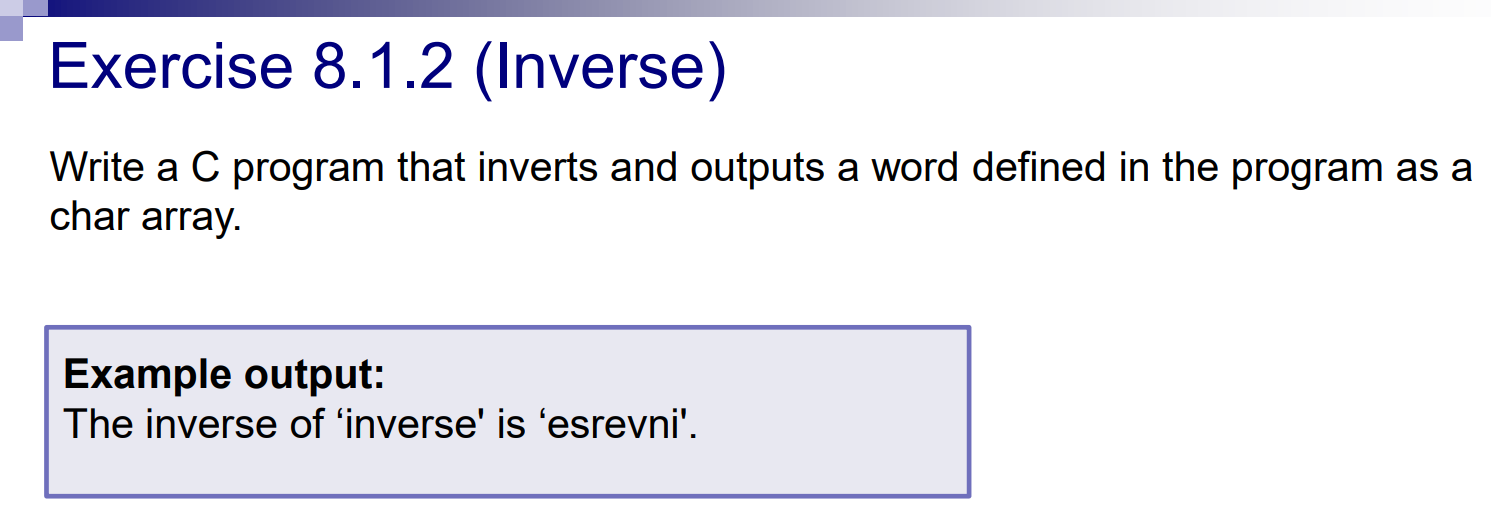 Exercise 8.1.2 (Inverse)
Write a C program that inverts and outputs a word defined in the program as a
char array.
Example output:
The inverse of ‘inverse' is ‘esrevni'.